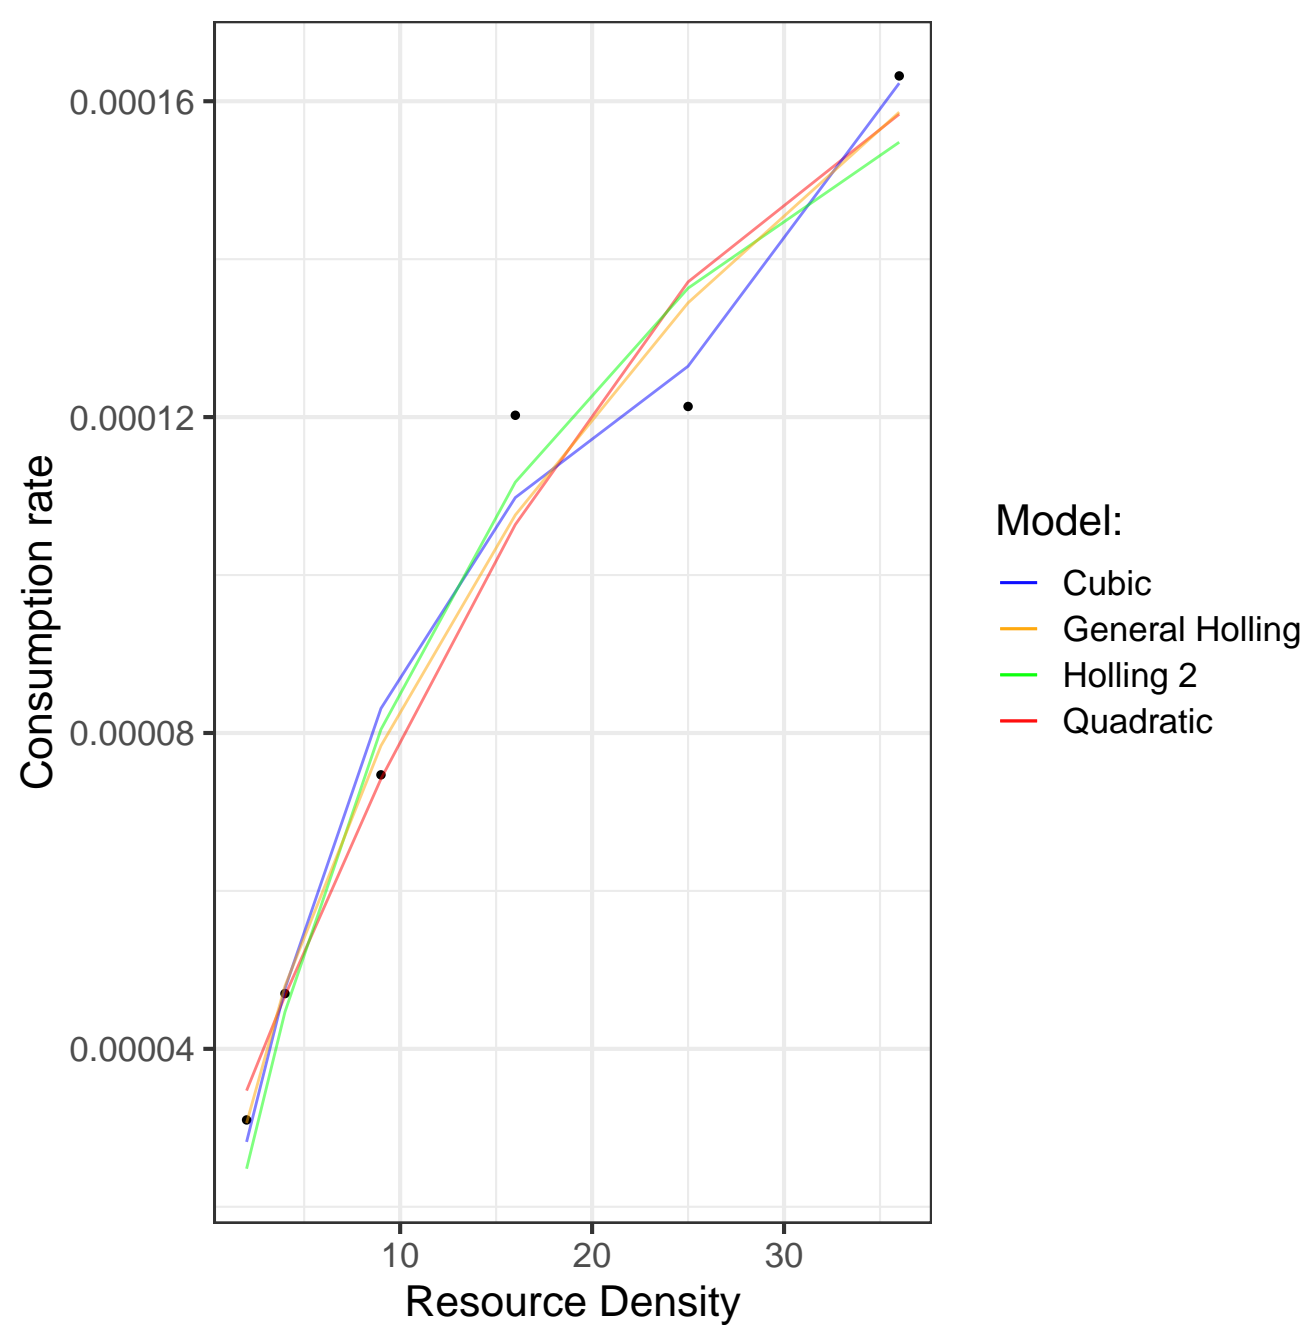 0.00016
0.00012
0.00008
0.00004
Consumption rate
10 20 30
Resource Density
Model:
Cubic
General Holling
Holling 2
Quadratic